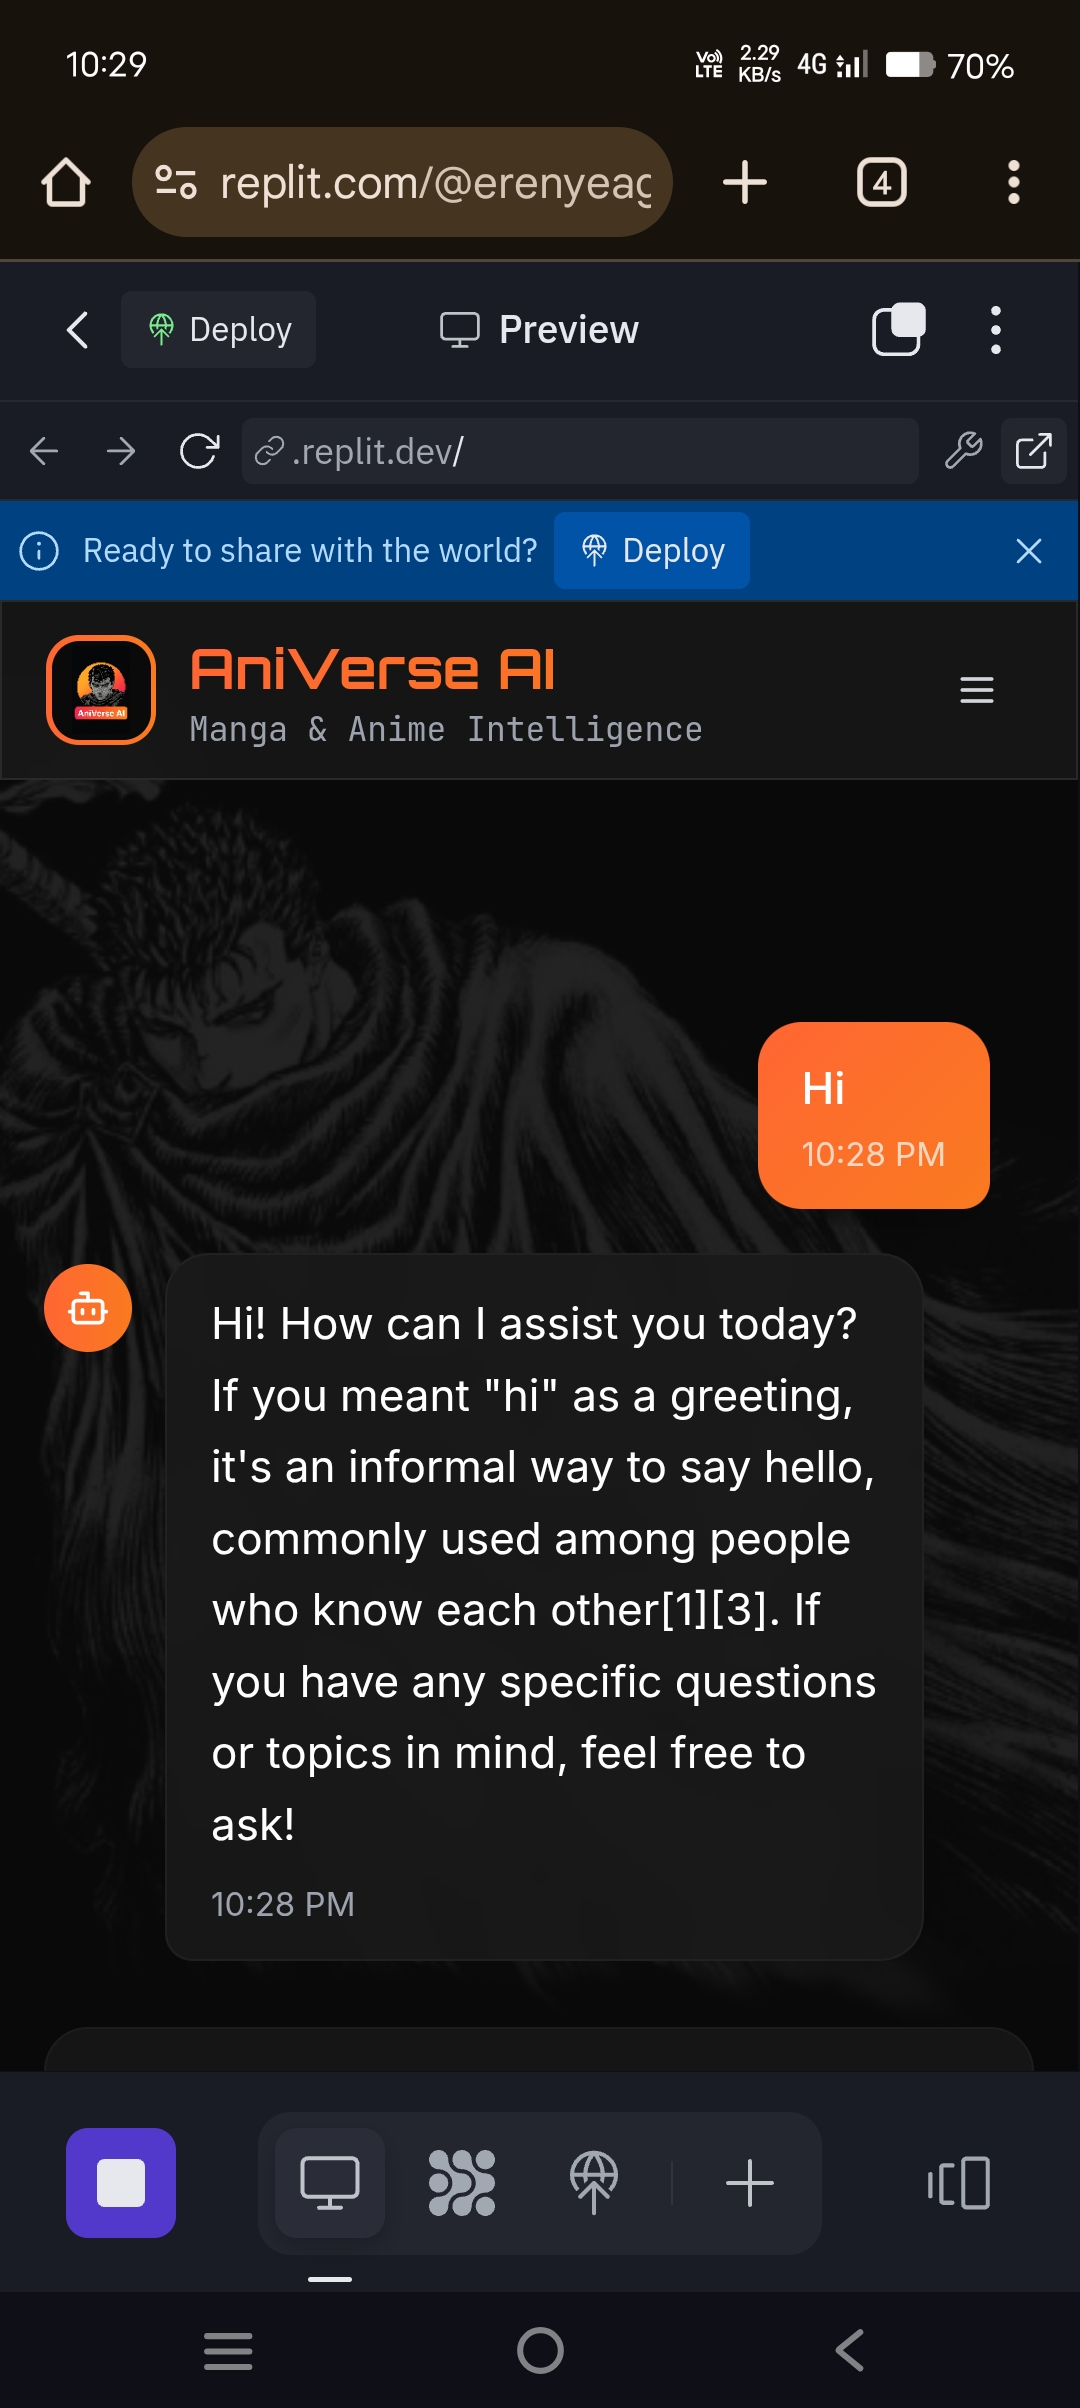 10:29
Vo) LTE
2.29 KB/s
4G
70%
replit.com/@erenyeag
4
Deploy
Preview
.replit.dev/
Ready to share with the world?
Deploy
AniVerse AI
AniVerse AI
Manga & Anime Intelligence
Hi
10:28 PM
Hi! How can I assist you today?
If you meant "hi" as a greeting,
it's an informal way to say hello,
commonly used among people
who know each other[1][3]. If
you have any specific questions
or topics in mind, feel free to
ask!
10:28 PM